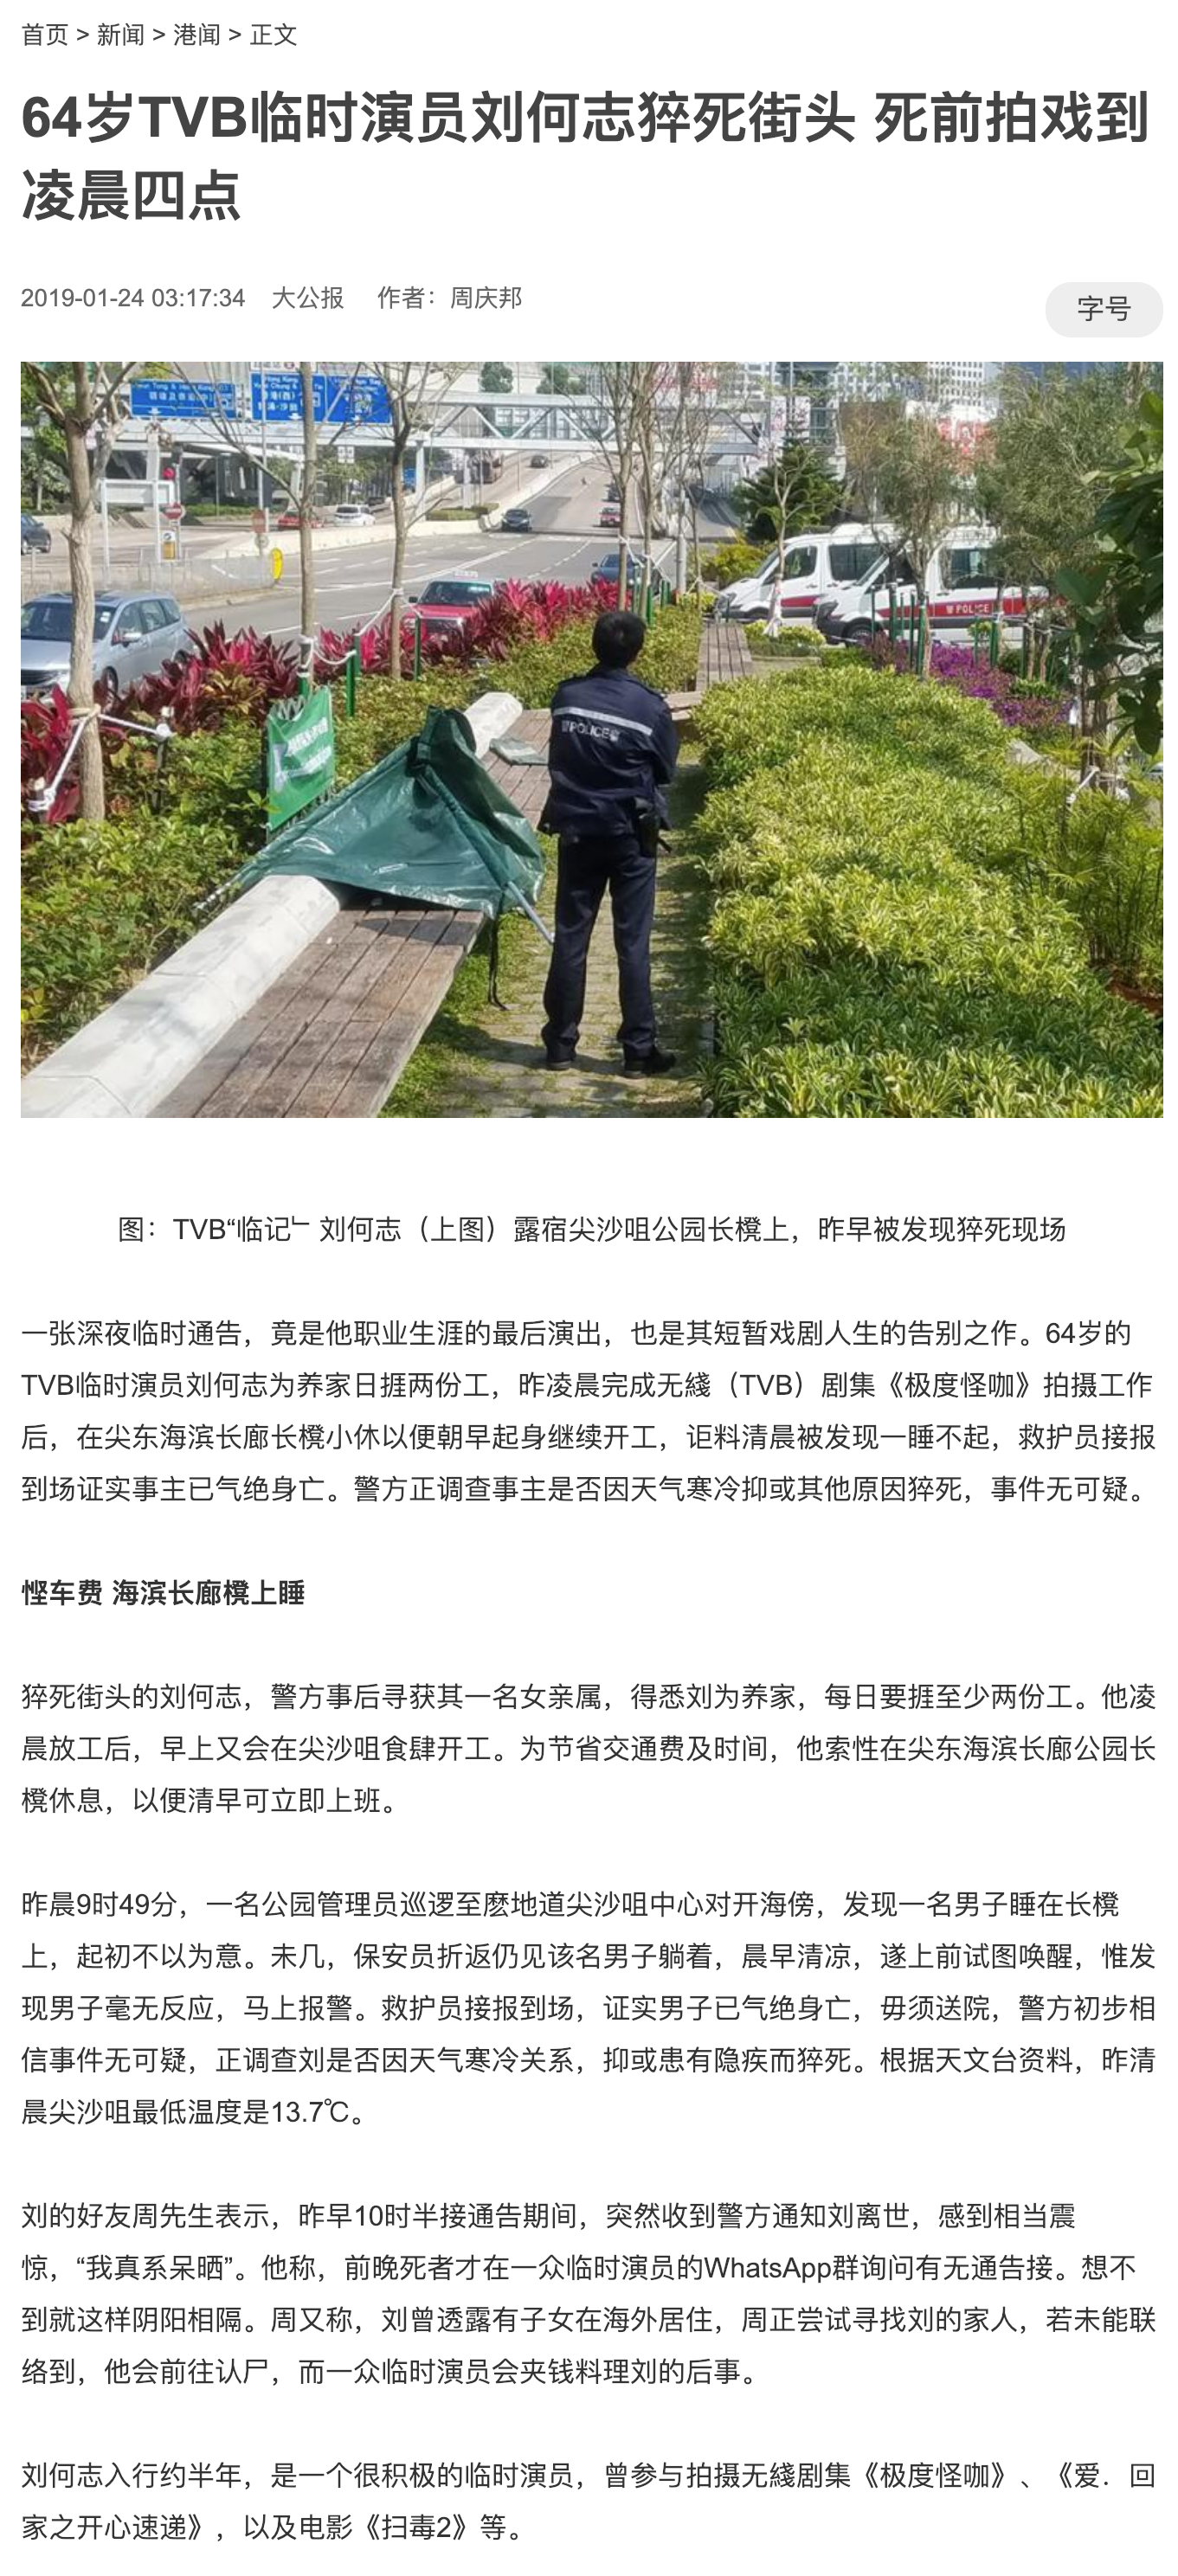 首页 > 新闻 > 港闻 > 正文
64岁TVB临时演员刘何志猝死街头 死前拍戏到
凌晨四点
2019-01-24 03:17:34 大公报 作者：周庆邦
字号
POLICE
POLICE
图：TVB“临记﹂ 刘何志（上图）露宿尖沙咀公园长櫈上，昨早被发现猝死现场
一张深夜临时通告，竟是他职业生涯的最后演出，也是其短暂戏剧人生的告别之作。64岁的
TVB临时演员刘何志为养家日捱两份工，昨凌晨完成无綫（TVB）剧集《极度怪咖》拍摄工作
后，在尖东海滨长廊长櫈小休以便朝早起身继续开工，讵料清晨被发现一睡不起，救护员接报
到场证实事主已气绝身亡。警方正调查事主是否因天气寒冷抑或其他原因猝死，事件无可疑。
悭车费 海滨长廊櫈上睡
猝死街头的刘何志，警方事后寻获其一名女亲属，得悉刘为养家，每日要捱至少两份工。他凌
晨放工后，早上又会在尖沙咀食肆开工。为节省交通费及时间，他索性在尖东海滨长廊公园长
櫈休息，以便清早可立即上班。
昨晨9时49分，一名公园管理员巡逻至麽地道尖沙咀中心对开海傍，发现一名男子睡在长櫈
上，起初不以为意。未几，保安员折返仍见该名男子躺着，晨早清凉，遂上前试图唤醒，惟发
现男子毫无反应，马上报警。救护员接报到场，证实男子已气绝身亡，毋须送院，警方初步相
信事件无可疑，正调查刘是否因天气寒冷关系，抑或患有隐疾而猝死。根据天文台资料，昨清
晨尖沙咀最低温度是13.7℃。
刘的好友周先生表示，昨早10时半接通告期间，突然收到警方通知刘离世，感到相当震
惊，“我真系呆晒”。他称，前晚死者才在一众临时演员的WhatsApp群询问有无通告接。想不
到就这样阴阳相隔。周又称，刘曾透露有子女在海外居住，周正尝试寻找刘的家人，若未能联
络到，他会前往认尸，而一众临时演员会夹钱料理刘的后事。
刘何志入行约半年，是一个很积极的临时演员，曾参与拍摄无綫剧集《极度怪咖》、《爱．回
家之开心速递》，以及电影《扫毒2》等。